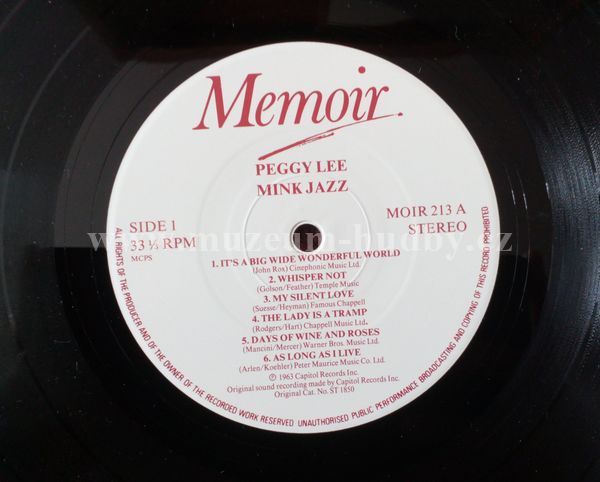 Memoir
PEGGY LEE
MINK JAZZ
SIDE 1
33 ⅓ RPM
MCPS
MOIR 213 A
STEREO
www.muzeum-hudby.cz
1. IT'S A BIG WIDE WONDERFUL WORLD
(John Rox) Cinephonic Music Ltd.
2. WHISPER NOT
(Golson/Feather) Temple Music
3. MY SILENT LOVE
(Suesse/Heyman) Famous Chappell
4. THE LADY IS A TRAMP
(Rodgers/Hart) Chappell Music Ltd.
5. DAYS OF WINE AND ROSES
(Mancini/Mercer) Warner Bros. Music Ltd.
6. AS LONG AS I LIVE
(Arlen/Koehler) Peter Maurice Music Co. Ltd.
℗ 1963 Capitol Records Inc.
Original sound recording made by Capitol Records Inc.
Original Cat. No. ST 1850
ALL RIGHTS OF THE PRODUCER AND OF THE OWNER OF THE RECORDED WORK RESERVED UNAUTHORISED PUBLIC PERFORMANCE BROADCASTING AND COPYING OF THIS RECORD PROHIBITED